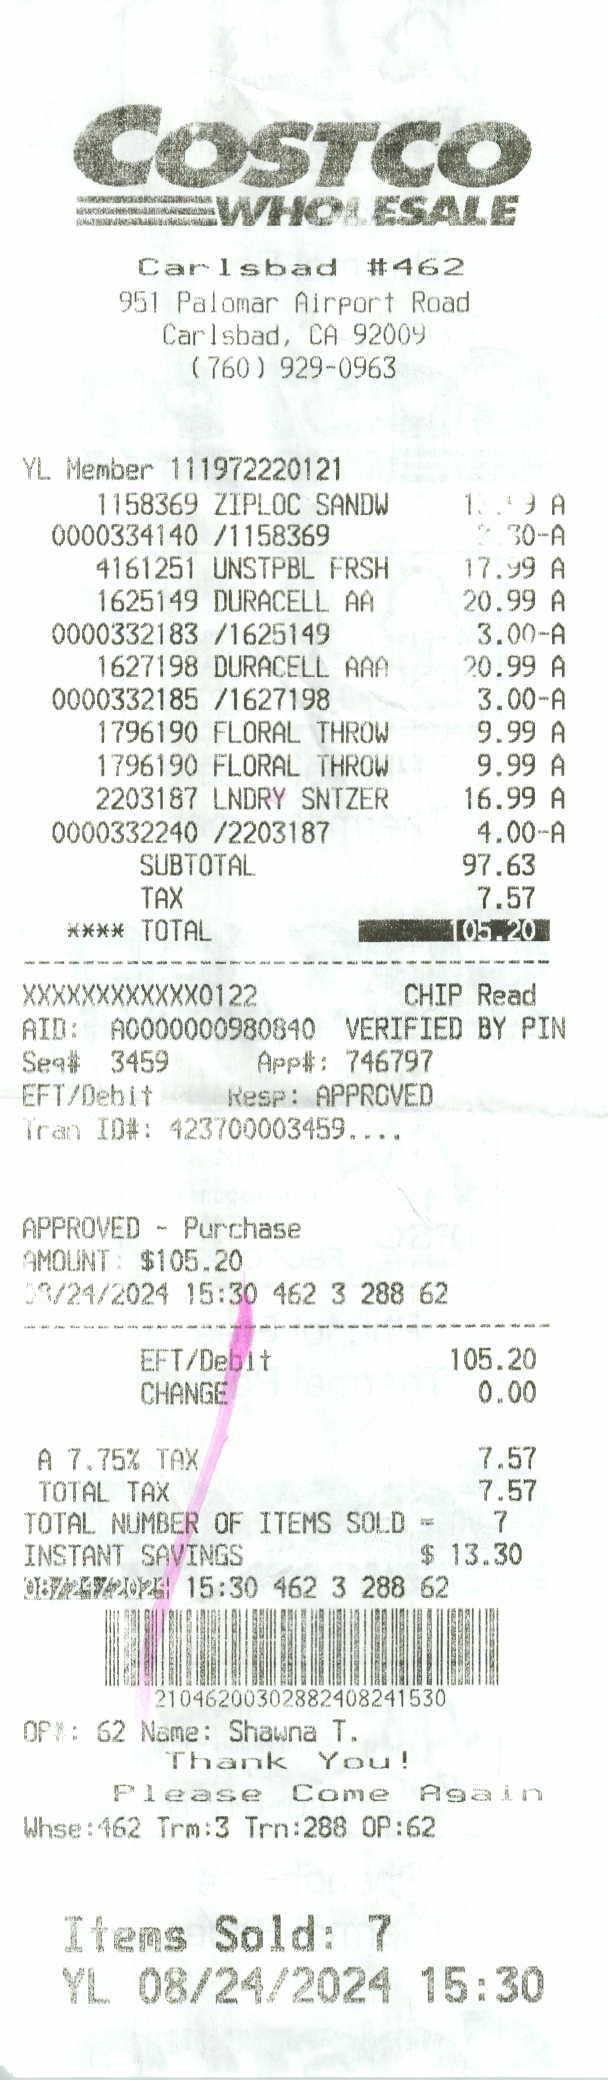 COSTCO
WHOLESALE
Carlsbad #462
951 Palomar Airport Road
Carlsbad, CA 92009
(760) 929-0963
YL Member 111972220121
1158369 ZIPLOC SANDW A
0000334140 /1158369
4161251 UNSTPBL FRSH 17.99 A
1625149 DURACELL AA 20.99 A
0000332183 /1625149 3.00-A
1627198 DURACELL AAA 20.99 A
0000332185 /1627198 3.00-A
1796190 FLORAL THROW 9.99 A
1796190 FLORAL THROW 9.99 A
2203187 LNDRY SNTZER 16.99 A
0000332240 /2203187 4.00-A
SUBTOTAL 97.63
TAX 7.57
**** TOTAL 105.20
XXXXXXXXXXXX0122 CHIP Read
AID: A0000000980840 VERIFIED BY PIN
Seq# 3459 App#: 746797
EFT/Debit Resp: APPROVED
Tran ID#: 423700003459....
APPROVED - Purchase
AMOUNT: $105.20
08/24/2024 15:30 462 3 288 62
EFT/Debit 105.20
CHANGE 0.00
A 7.75% TAX 7.57
TOTAL TAX 7.57
TOTAL NUMBER OF ITEMS SOLD = 7
INSTANT SAVINGS $ 13.30
08/24/2024 15:30 462 3 288 62
21046200302882408241530
OP#: 62 Name: Shawna T.
Thank You!
Please Come Again
Whse:462 Trm:3 Trn:288 OP:62
Items Sold: 7
YL 08/24/2024 15:30